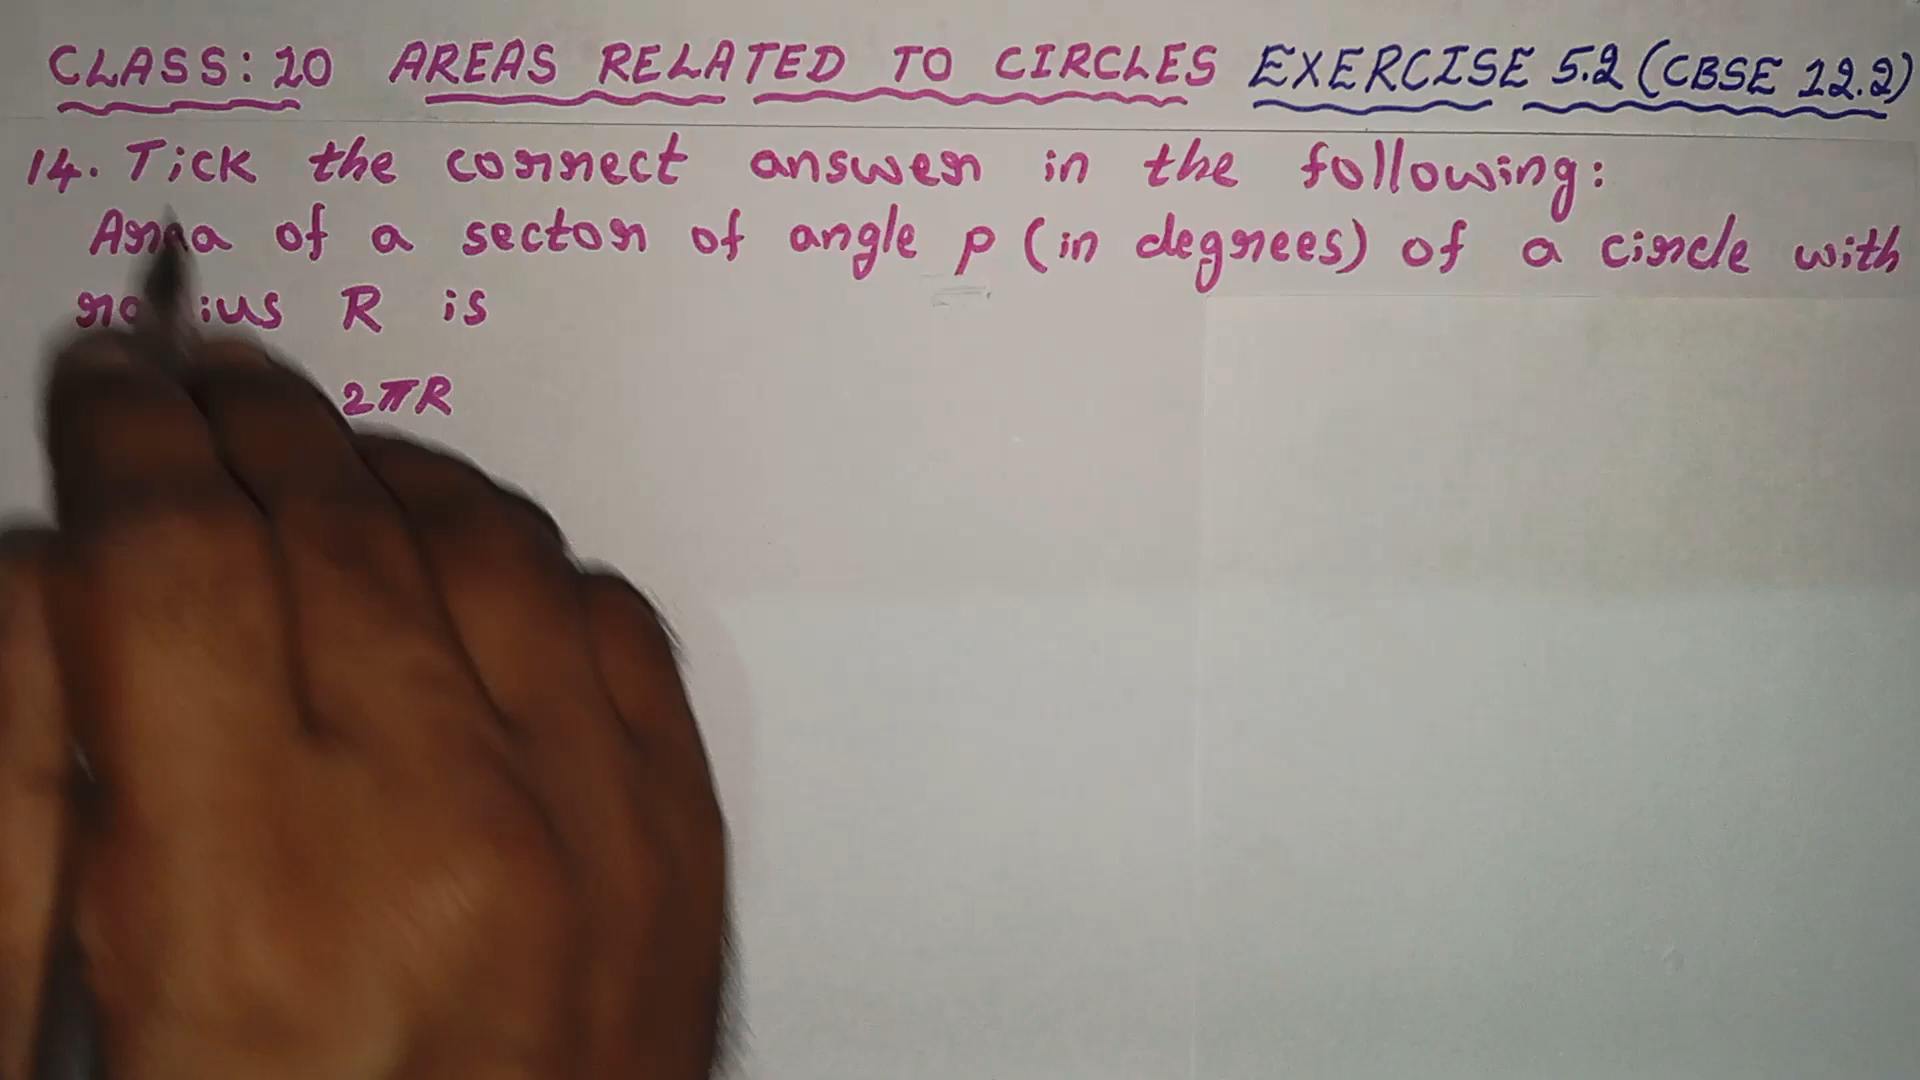 CLASS: 10 AREAS RELATED TO CIRCLES EXERCISE 5.2 (CBSE 12.2)
14. Tick the correct answer in the following:
Area of a sector of angle p (in degrees) of a circle with
radius R is
2πR